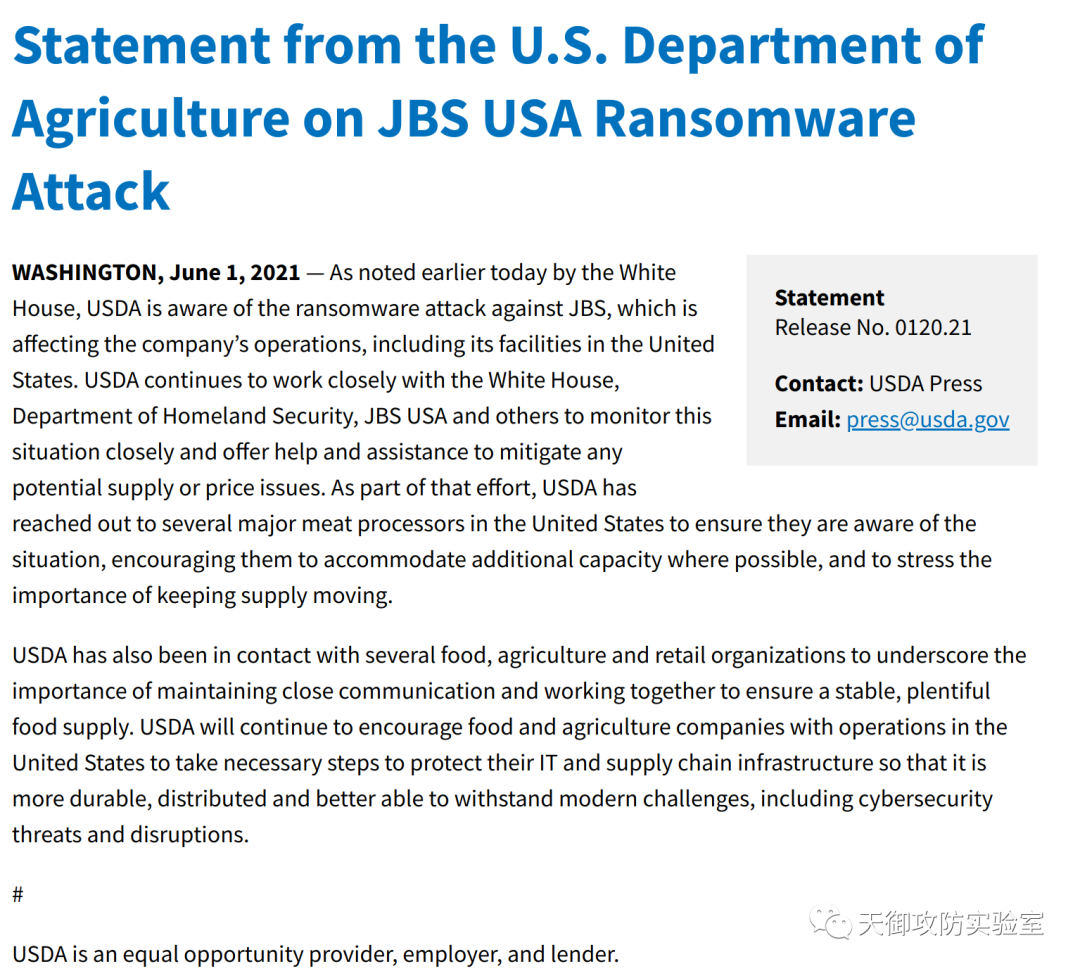 Statement from the U.S. Department of
Agriculture on JBS USA Ransomware
Attack
WASHINGTON, June 1, 2021 — As noted earlier today by the White
House, USDA is aware of the ransomware attack against JBS, which is
affecting the company’s operations, including its facilities in the United
States. USDA continues to work closely with the White House,
Department of Homeland Security, JBS USA and others to monitor this
situation closely and offer help and assistance to mitigate any
potential supply or price issues. As part of that effort, USDA has
reached out to several major meat processors in the United States to ensure they are aware of the
situation, encouraging them to accommodate additional capacity where possible, and to stress the
importance of keeping supply moving.
Statement
Release No. 0120.21
Contact: USDA Press
Email: press@usda.gov
USDA has also been in contact with several food, agriculture and retail organizations to underscore the
importance of maintaining close communication and working together to ensure a stable, plentiful
food supply. USDA will continue to encourage food and agriculture companies with operations in the
United States to take necessary steps to protect their IT and supply chain infrastructure so that it is
more durable, distributed and better able to withstand modern challenges, including cybersecurity
threats and disruptions.
#
天御攻防实验室
USDA is an equal opportunity provider, employer, and lender.